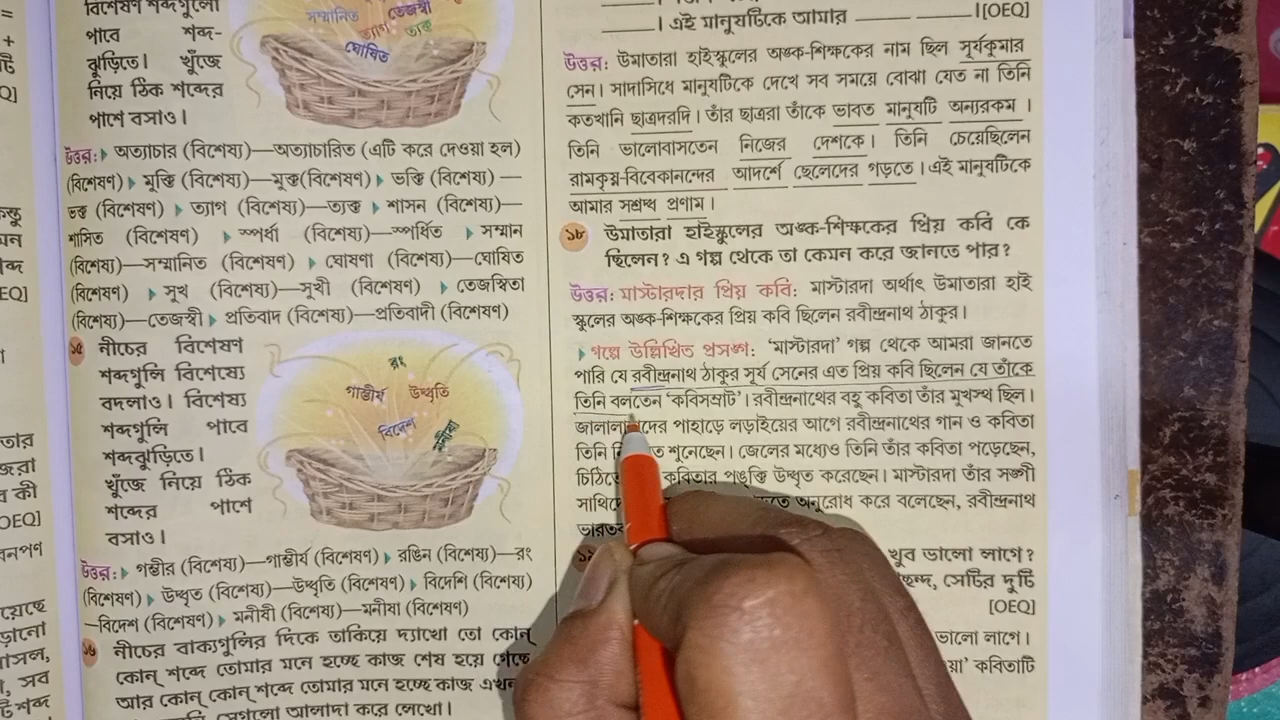 বিশেষণ শব্দগুলো
পাবে শব্দ-
ঝুড়িতে। খুঁজে
নিয়ে ঠিক শব্দের
পাশে বসাও।
সম্মানিত
তেজস্বী
ত্যাগ
ত্যক্ত
ঘোষিত
উত্তর: ▸ অত্যাচার (বিশেষ্য)—অত্যাচারিত (এটি করে দেওয়া হল)
(বিশেষণ) ▸ মুক্তি (বিশেষ্য)—মুক্ত(বিশেষণ) ▸ ভক্তি (বিশেষ্য) —
ভক্ত (বিশেষণ) ▸ ত্যাগ (বিশেষ্য)—ত্যক্ত ▸ শাসন (বিশেষ্য)—
শাসিত (বিশেষণ) ▸ স্পর্ধা (বিশেষ্য)—স্পর্ধিত ▸ সম্মান
(বিশেষ্য)—সম্মানিত (বিশেষণ) ▸ ঘোষণা (বিশেষ্য)—ঘোষিত
(বিশেষণ) ▸ সুখ (বিশেষ্য)—সুখী (বিশেষণ) ▸ তেজস্বিতা
(বিশেষ্য)—তেজস্বী ▸ প্রতিবাদ (বিশেষ্য)—প্রতিবাদী (বিশেষণ)
১৫ নীচের বিশেষণ
শব্দগুলি বিশেষ্যে
বদলাও। বিশেষ্য
শব্দগুলি পাবে
শব্দঝুড়িতে।
খুঁজে নিয়ে ঠিক
শব্দের পাশে
বসাও।
রং
গাম্ভীর্য উদ্ধৃতি
বিদেশ
মনীষা
উত্তর: ▸ গম্ভীর (বিশেষ্য)—গাম্ভীর্য (বিশেষণ) ▸ রঙিন (বিশেষ্য)—রং
(বিশেষণ) ▸ উদ্ধৃত (বিশেষ্য)—উদ্ধৃতি (বিশেষণ) ▸ বিদেশি (বিশেষ্য)
—বিদেশ (বিশেষণ) ▸ মনীষী (বিশেষ্য)—মনীষা (বিশেষণ)
১৬ নীচের বাক্যগুলির দিকে তাকিয়ে দ্যাখো তো কোন্
কোন্ শব্দে তোমার মনে হচ্ছে কাজ শেষ হয়ে গেছে
আর কোন্ কোন্ শব্দে তোমার মনে হচ্ছে কাজ এখন
সেগুলো আলাদা করে লেখো।
______। এই মানুষটিকে আমার ______ ______।[OEQ]
উত্তর: উমাতারা হাইস্কুলের অঙ্ক-শিক্ষকের নাম ছিল সূর্যকুমার
সেন। সাদাসিধে মানুষটিকে দেখে সব সময়ে বোঝা যেত না তিনি
কতখানি ছাত্রদরদি। তাঁর ছাত্ররা তাঁকে ভাবত মানুষটি অন্যরকম।
তিনি ভালোবাসতেন নিজের দেশকে। তিনি চেয়েছিলেন
রামকৃষ্ণ-বিবেকানন্দের আদর্শে ছেলেদের গড়তে। এই মানুষটিকে
আমার সশ্রদ্ধ প্রণাম।
১৮ উমাতারা হাইস্কুলের অঙ্ক-শিক্ষকের প্রিয় কবি কে
ছিলেন? এ গল্প থেকে তা কেমন করে জানতে পার?
উত্তর: মাস্টারদার প্রিয় কবি: মাস্টারদা অর্থাৎ উমাতারা হাই
স্কুলের অঙ্ক-শিক্ষকের প্রিয় কবি ছিলেন রবীন্দ্রনাথ ঠাকুর।
▸ গল্পে উল্লিখিত প্রসঙ্গ: ‘মাস্টারদা’ গল্প থেকে আমরা জানতে
পারি যে রবীন্দ্রনাথ ঠাকুর সূর্য সেনের এত প্রিয় কবি ছিলেন যে তাঁকে
তিনি বলতেন ‘কবিসম্রাট’। রবীন্দ্রনাথের বহু কবিতা তাঁর মুখস্থ ছিল।
পাহাড়ে লড়াইয়ের আগে রবীন্দ্রনাথের গান ও কবিতা
তিনি শুনেছেন। জেলের মধ্যেও তিনি তাঁর কবিতা পড়েছেন,
কবিতার পঙ্‌ক্তি উদ্ধৃত করেছেন। মাস্টারদা তাঁর সঙ্গী
অনুরোধ করে বলেছেন, রবীন্দ্রনাথ
খুব ভালো লাগে?
সেটির দু'টি
[OEQ]
ভালো লাগে।
কবিতাটি